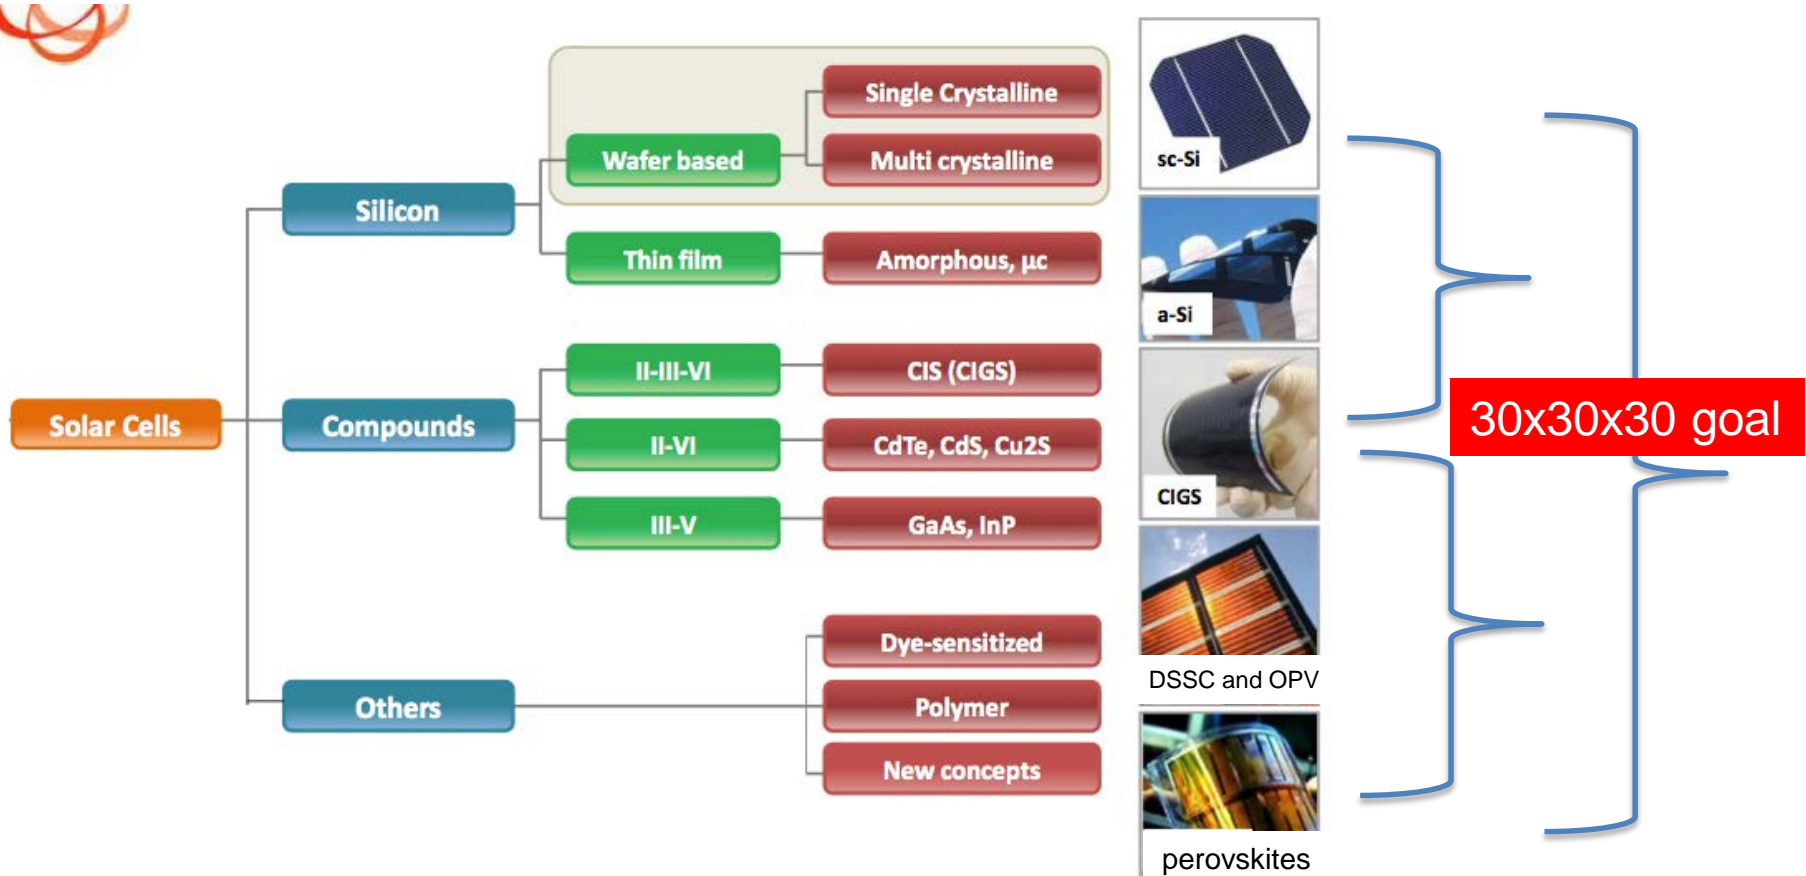 Solar Cells
Silicon
Wafer based
Single Crystalline
Multi crystalline
Thin film
Amorphous, μc
Compounds
II-III-VI
CIS (CIGS)
II-VI
CdTe, CdS, Cu2S
III-V
GaAs, InP
Others
Dye-sensitized
Polymer
New concepts
sc-Si
a-Si
CIGS
DSSC and OPV
perovskites
30x30x30 goal